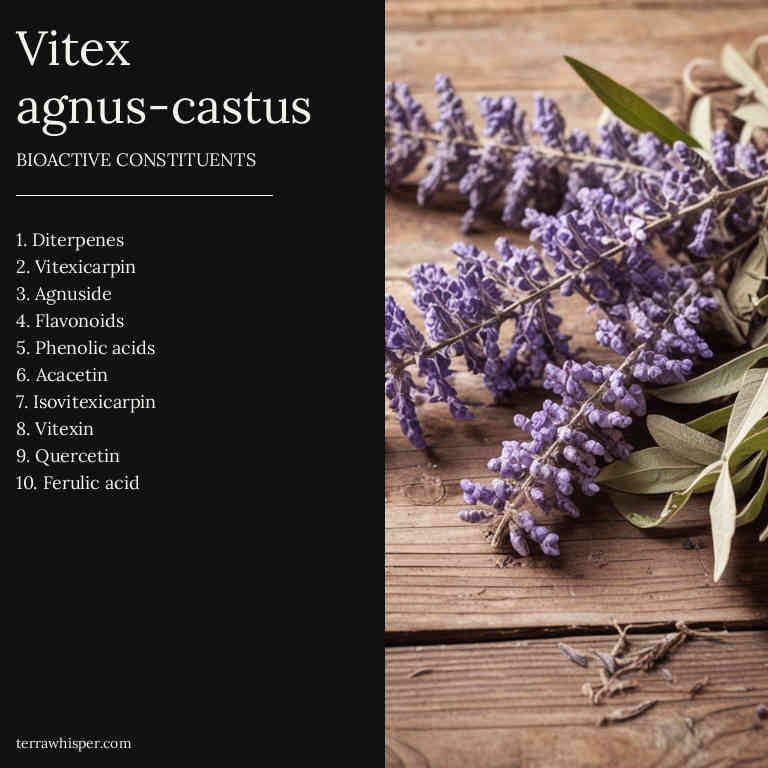 Vitex
agnus-castus
BIOACTIVE CONSTITUENTS
1. Diterpenes
2. Vitexicarpin
3. Agnuside
4. Flavonoids
5. Phenolic acids
6. Acacetin
7. Isovitexicarpin
8. Vitexin
9. Quercetin
10. Ferulic acid
terrawhisper.com